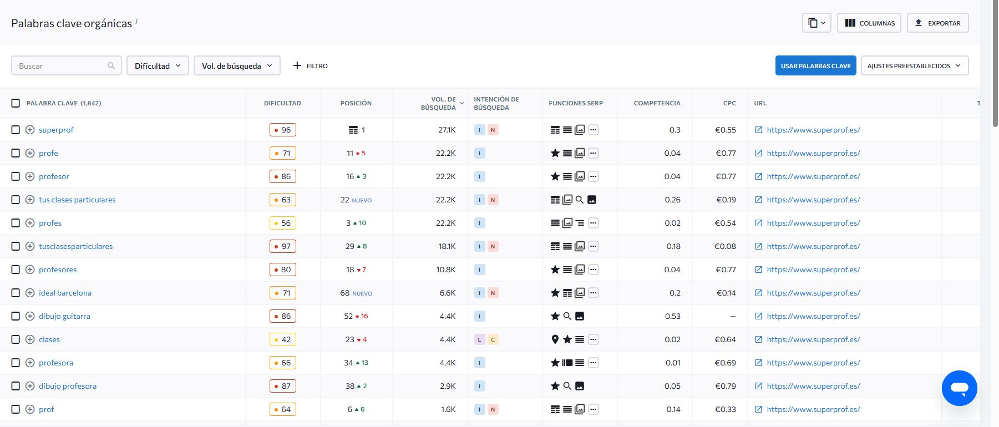 Palabras clave orgánicas i
COLUMNAS
EXPORTAR
Buscar
Dificultad
Vol. de búsqueda
FILTRO
USAR PALABRAS CLAVE
AJUSTES PREESTABLECIDOS
PALABRA CLAVE (1,842) DIFICULTAD POSICIÓN VOL. DE BÚSQUEDA INTENCIÓN DE BÚSQUEDA FUNCIONES SERP COMPETENCIA CPC URL T
superprof 96 1 27.1K I N 0.3 €0.55 https://www.superprof.es/
profe 71 11 5 22.2K I 0.04 €0.77 https://www.superprof.es/
profesor 86 16 3 22.2K I 0.04 €0.77 https://www.superprof.es/
tus clases particulares 63 22 NUEVO 22.2K I N 0.26 €0.19 https://www.superprof.es/
profes 56 3 10 22.2K I 0.02 €0.54 https://www.superprof.es/
tusclasesparticulares 97 29 8 18.1K I N 0.18 €0.08 https://www.superprof.es/
profesores 80 18 7 10.8K I 0.04 €0.77 https://www.superprof.es/
ideal barcelona 71 68 NUEVO 6.6K I N 0.2 €0.14 https://www.superprof.es/
dibujo guitarra 86 52 16 4.4K I 0.53 – https://www.superprof.es/
clases 42 23 4 4.4K L C 0.02 €0.64 https://www.superprof.es/
profesora 66 34 13 4.4K I 0.01 €0.69 https://www.superprof.es/
dibujo profesora 87 38 2 2.9K I 0.05 €0.79 https://www.superprof.es/
prof 64 6 6 1.6K I N 0.14 €0.33 https://www.superprof.es/